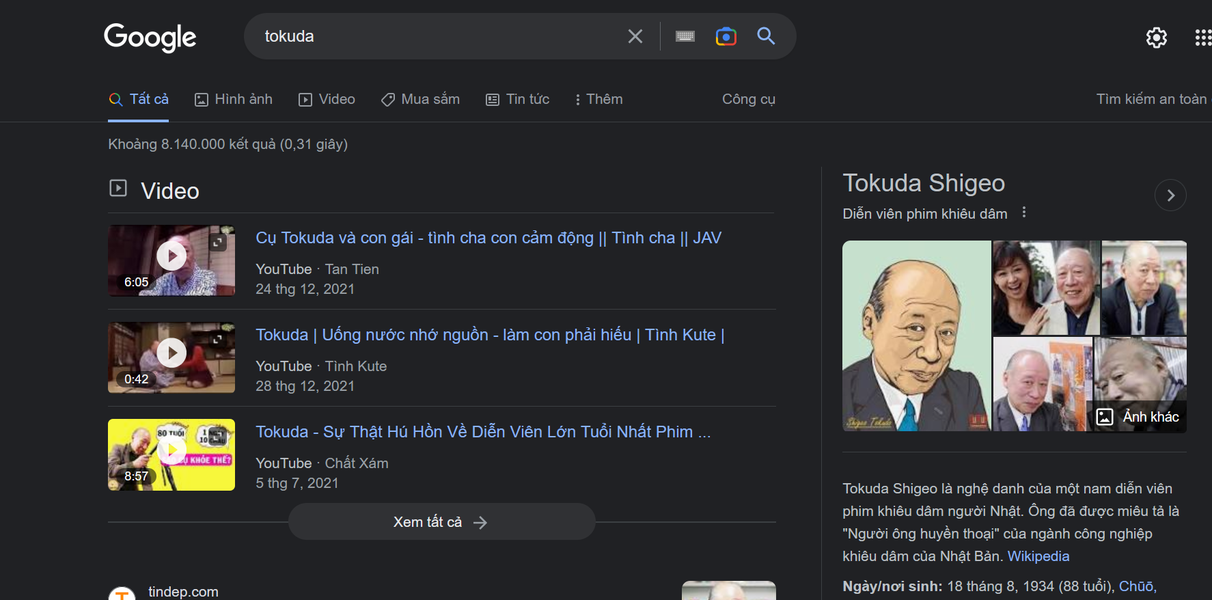 Google
tokuda
Tất cả
Hình ảnh
Video
Mua sắm
Tin tức
Thêm
Công cụ
Tìm kiếm an toàn
Khoảng 8.140.000 kết quả (0,31 giây)
Video
Cụ Tokuda và con gái - tình cha con cảm động || Tình cha || JAV
6:05
YouTube · Tan Tien
24 thg 12, 2021
Tokuda | Uống nước nhớ nguồn - làm con phải hiếu | Tình Kute |
0:42
YouTube · Tình Kute
28 thg 12, 2021
Tokuda - Sự Thật Hú Hồn Về Diễn Viên Lớn Tuổi Nhất Phim ...
80 TUỔI
KHỎE THẾ?
8:57
YouTube · Chất Xám
5 thg 7, 2021
Xem tất cả
tindep.com
Tokuda Shigeo
Diễn viên phim khiêu dâm
Shigeo Tokuda
Ảnh khác
Tokuda Shigeo là nghệ danh của một nam diễn viên
phim khiêu dâm người Nhật. Ông đã được miêu tả là
"Người ông huyền thoại" của ngành công nghiệp
khiêu dâm của Nhật Bản. Wikipedia
Ngày/nơi sinh: 18 tháng 8, 1934 (88 tuổi), Chūō,